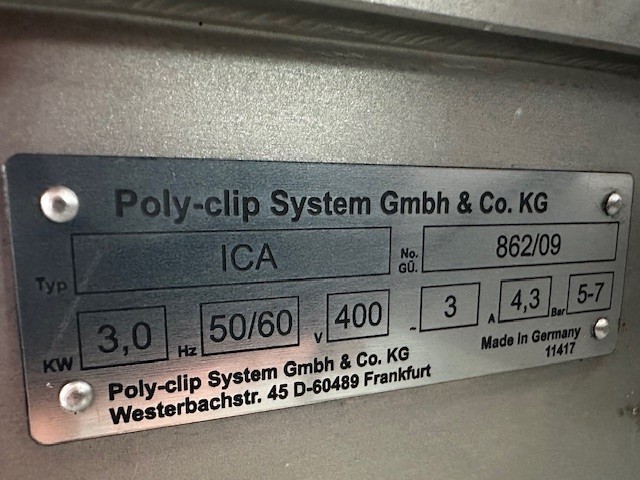 Poly-clip System Gmbh & Co. KG
Typ ICA No. GÜ. 862/09
KW 3,0 Hz 50/60 V 400 ~ 3 A 4,3 Bar 5-7
Poly-clip System Gmbh & Co. KG
Westerbachstr. 45 D-60489 Frankfurt
Made in Germany
11417